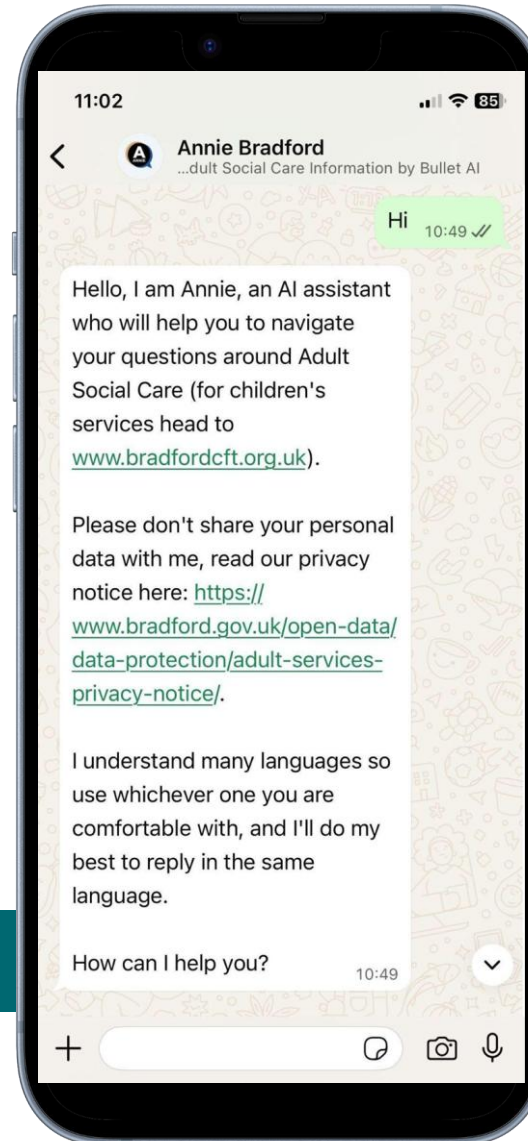 11:02
85
Annie Bradford
...dult Social Care Information by Bullet AI
Hi
10:49
Hello, I am Annie, an AI assistant
who will help you to navigate
your questions around Adult
Social Care (for children's
services head to
www.bradfordcft.org.uk).
Please don't share your personal
data with me, read our privacy
notice here: https://
www.bradford.gov.uk/open-data/
data-protection/adult-services-
privacy-notice/.
I understand many languages so
use whichever one you are
comfortable with, and I'll do my
best to reply in the same
language.
How can I help you?
10:49